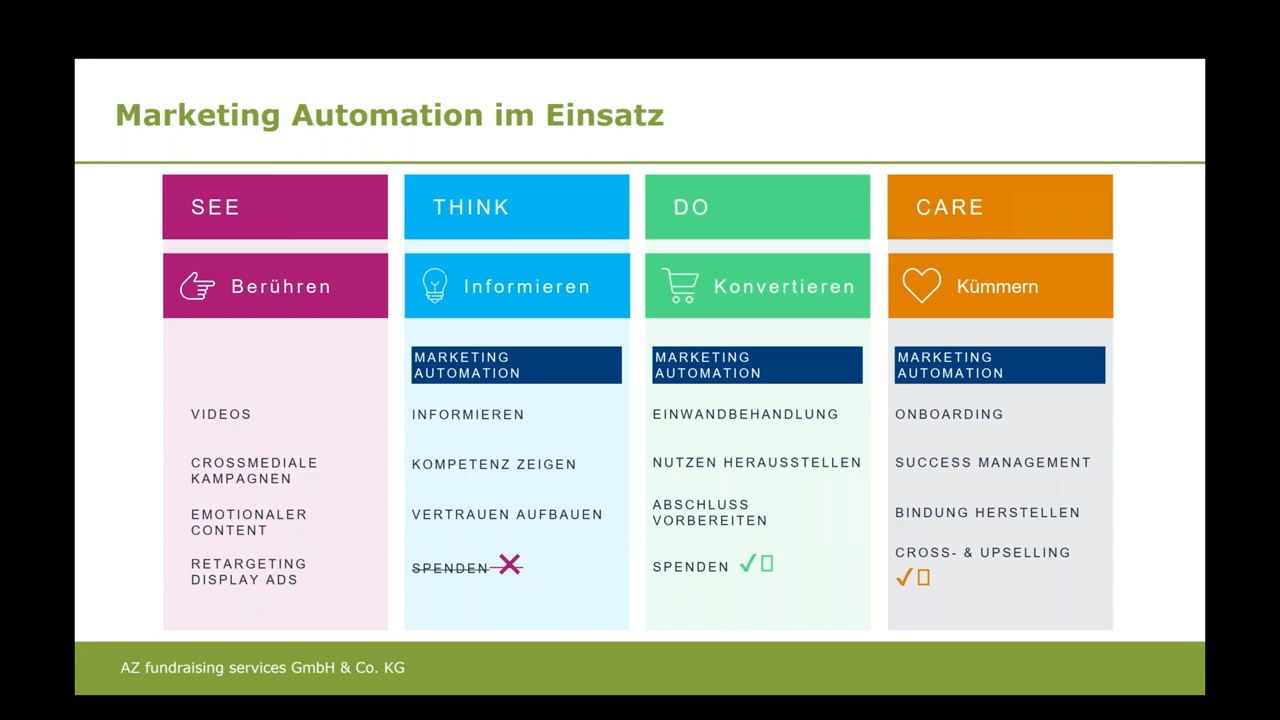 Marketing Automation im Einsatz
SEE
Berühren
VIDEOS
CROSSMEDIALE
KAMPAGNEN
EMOTIONALER
CONTENT
RETARGETING
DISPLAY ADS
THINK
Informieren
MARKETING
AUTOMATION
INFORMIEREN
KOMPETENZ ZEIGEN
VERTRAUEN AUFBAUEN
SPENDEN
DO
Konvertieren
MARKETING
AUTOMATION
EINWANDBEHANDLUNG
NUTZEN HERAUSSTELLEN
ABSCHLUSS
VORBEREITEN
SPENDEN
CARE
Kümmern
MARKETING
AUTOMATION
ONBOARDING
SUCCESS MANAGEMENT
BINDUNG HERSTELLEN
CROSS- & UPSELLING
AZ fundraising services GmbH & Co. KG